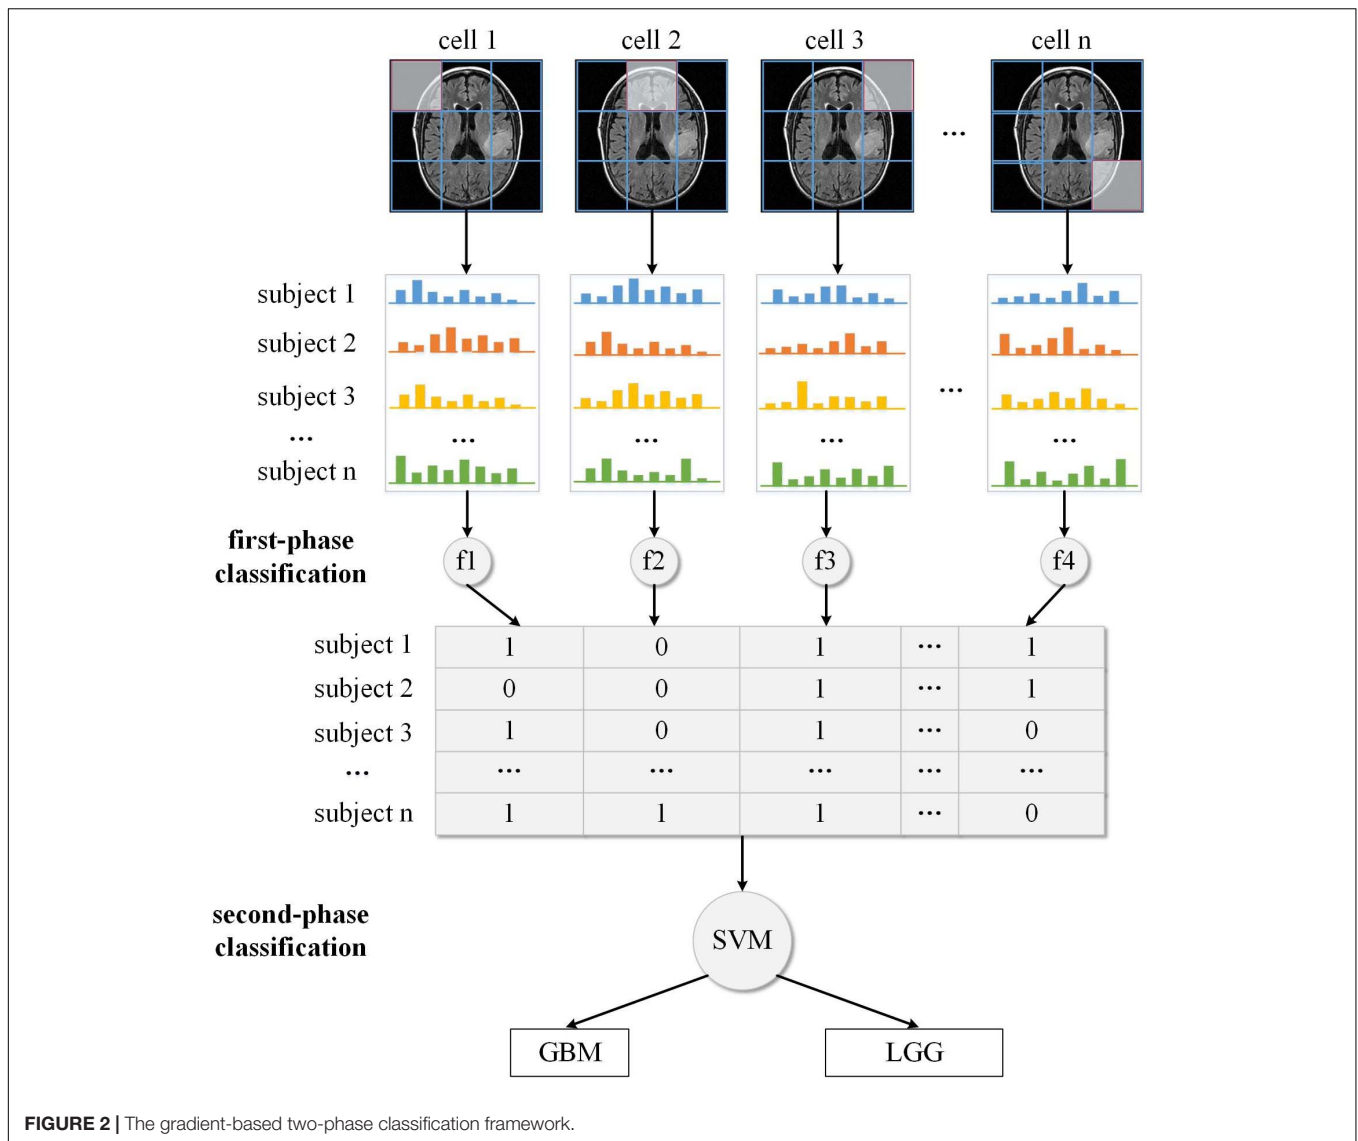 cell 1 cell 2 cell 3 cell n
...
subject 1
subject 2
subject 3 ...
... ... ... ... ...
subject n
first-phase
classification
f1 f2 f3 f4
subject 1 1 0 1 ... 1
subject 2 0 0 1 ... 1
subject 3 1 0 1 ... 0
... ... ... ... ... ...
subject n 1 1 1 ... 0
second-phase
classification
SVM
GBM LGG
FIGURE 2 | The gradient-based two-phase classification framework.